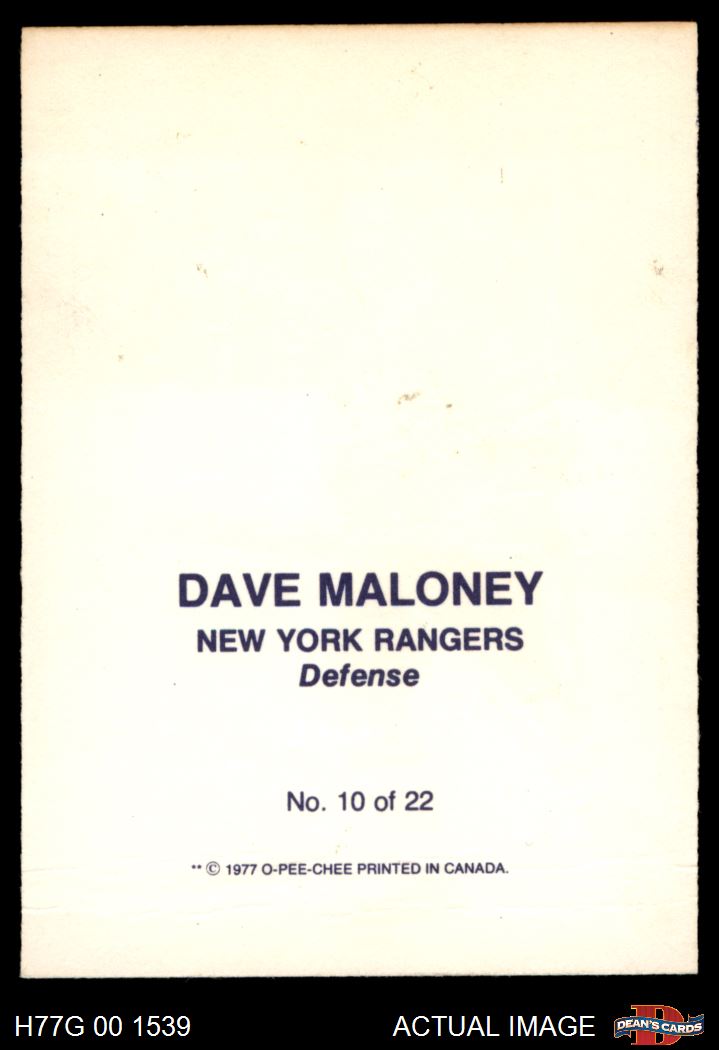 DAVE MALONEY
NEW YORK RANGERS
Defense
No. 10 of 22
** © 1977 O-PEE-CHEE PRINTED IN CANADA.
H77G 00 1539
ACTUAL IMAGE
D
DEAN'S CARDS